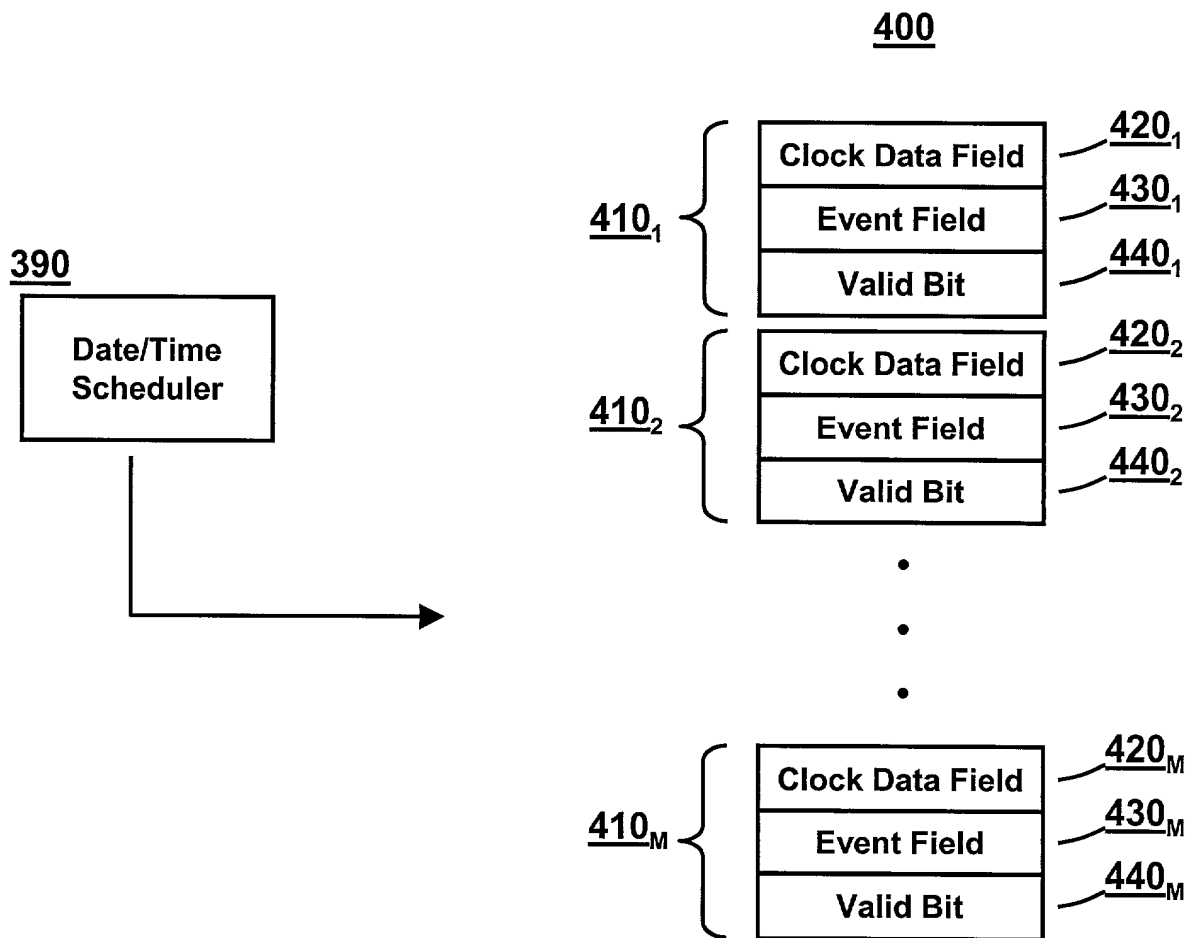 400
420₁
Clock Data Field
430₁
410₁
Event Field
440₁
390
Valid Bit
420₂
Date/Time
Scheduler
Clock Data Field
430₂
410₂
Event Field
440₂
Valid Bit
420M
Clock Data Field
430M
410M
Event Field
440M
Valid Bit